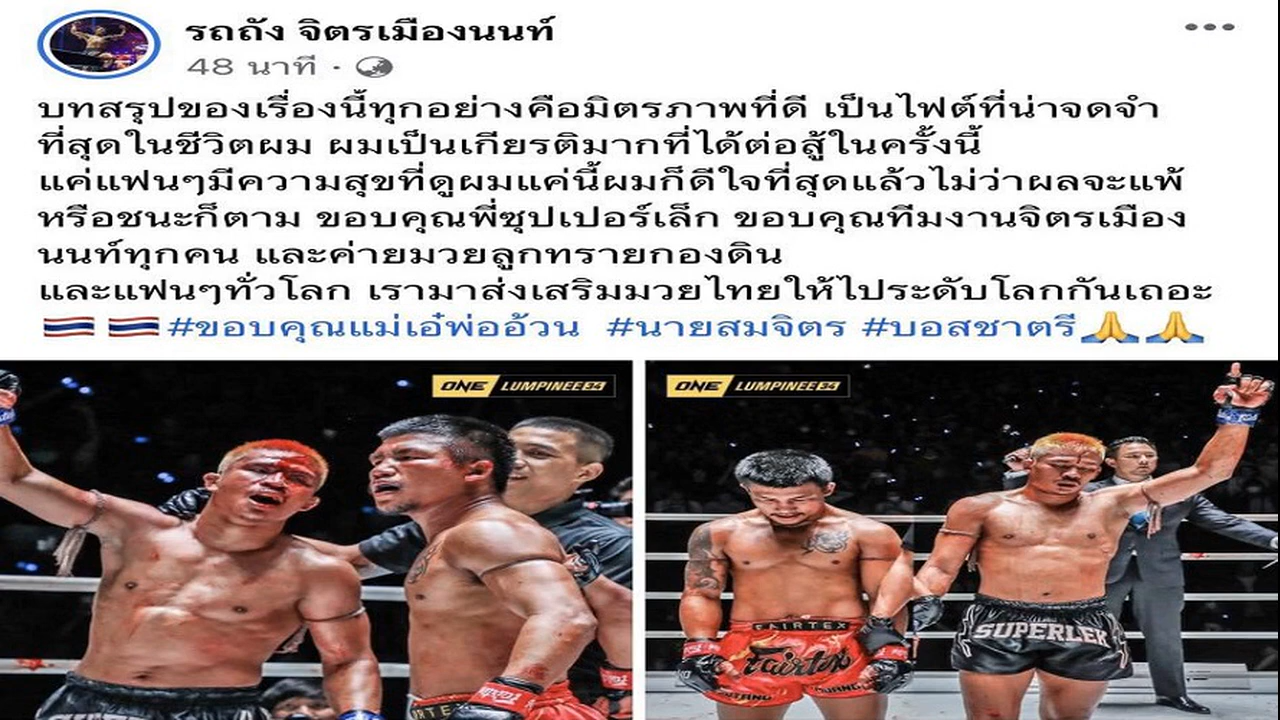 รถถัง จิตรเมืองนนท์
48 นาที ·
บทสรุปของเรื่องนี้ทุกอย่างคือมิตรภาพที่ดี เป็นไฟต์ที่น่าจดจำ
ที่สุดในชีวิตผม ผมเป็นเกียรติมากที่ได้ต่อสู้ในครั้งนี้
แค่แฟนๆมีความสุขที่ดูผมแค่นี้ผมก็ดีใจที่สุดแล้วไม่ว่าผลจะแพ้
หรือชนะก็ตาม ขอบคุณพี่ซุปเปอร์เล็ก ขอบคุณทีมงานจิตรเมือง
นนท์ทุกคน และค่ายมวยลูกทรายกองดิน
และแฟนๆทั่วโลก เรามาส่งเสริมมวยไทยให้ไประดับโลกกันเถอะ
#ขอบคุณแม่เอ๋พ่ออ้วน #นายสมจิตร #บอสชาตรี
ONE LUMPINEE34
ONE LUMPINEE34
FAIRTEX
Fairtex
SUPERLEK